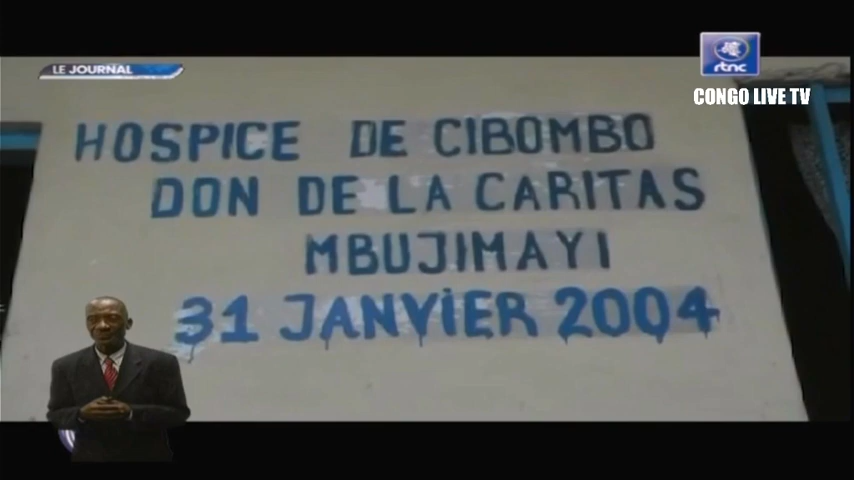 LE JOURNAL
rtnc
CONGO LIVE TV
HOSPICE DE CIBOMBO
DON DE LA CARITAS
MBUJIMAYI
31 JANVIER 2004